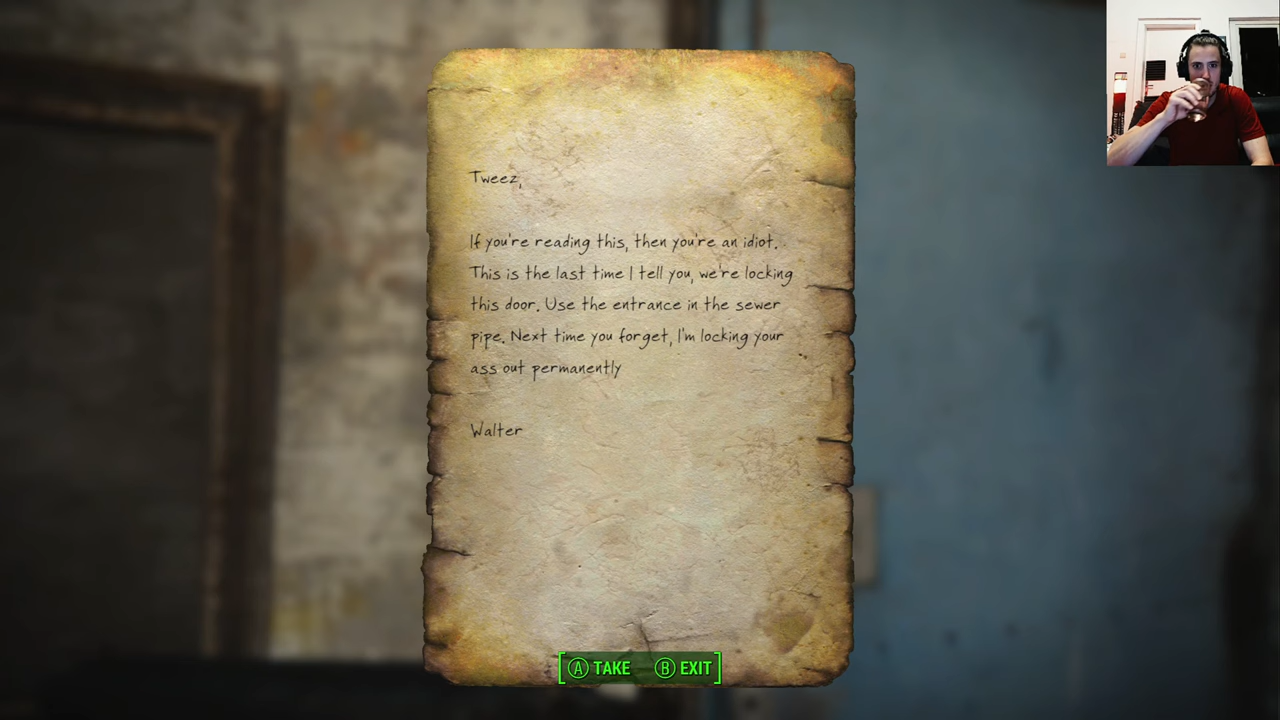 Tweez,
If you're reading this, then you're an idiot.
This is the last time I tell you, we're locking
this door. Use the entrance in the sewer
pipe. Next time you forget, I'm locking your
ass out permanently
Walter
A TAKE B EXIT